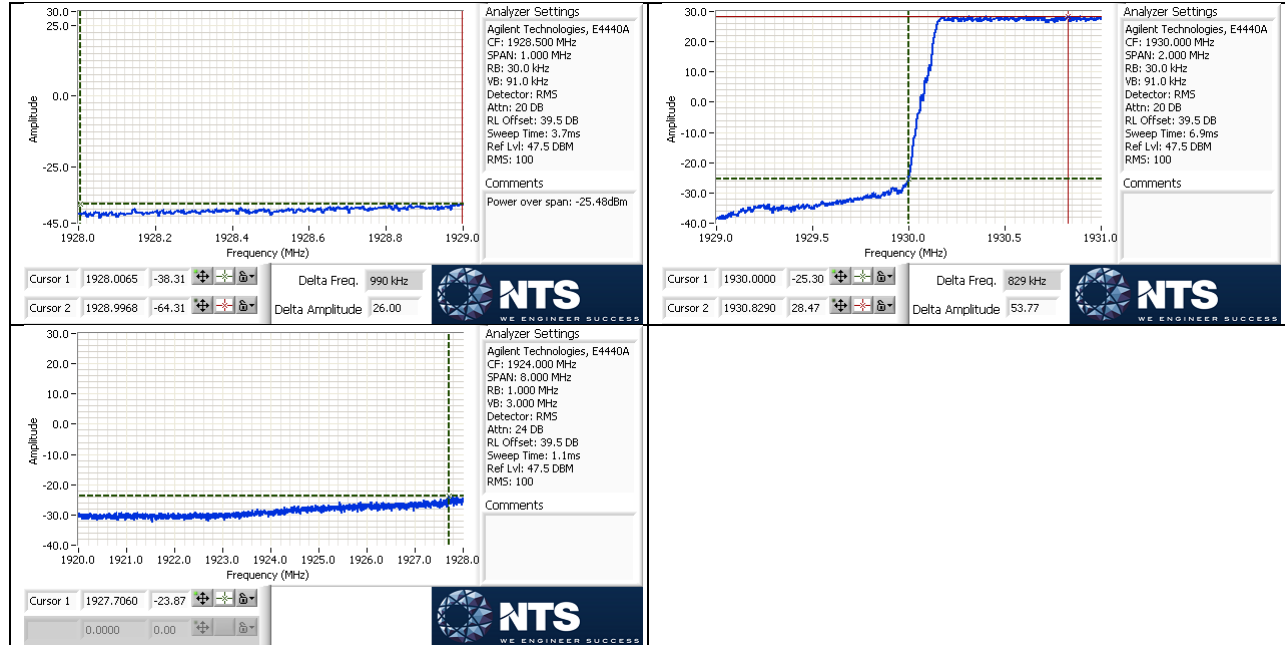 30.0
25.0
0.0
-25.0
-45.0
Amplitude
1928.0 1928.2 1928.4 1928.6 1928.8 1929.0
Frequency (MHz)
Analyzer Settings
Agilent Technologies, E4440A
CF: 1928.500 MHz
SPAN: 1.000 MHz
RB: 30.0 kHz
VB: 91.0 kHz
Detector: RMS
Attn: 20 DB
RL Offset: 39.5 DB
Sweep Time: 3.7ms
Ref Lvl: 47.5 DBM
RMS: 100
Comments
Power over span: -25.48dBm
Cursor 1 1928.0065 -38.31
Cursor 2 1928.9968 -64.31
Delta Freq. 990 kHz
Delta Amplitude 26.00
NTS
WE ENGINEER SUCCESS
30.0
20.0
10.0
0.0
-10.0
-20.0
-30.0
-40.0
Amplitude
1929.0 1929.5 1930.0 1930.5 1931.0
Frequency (MHz)
Analyzer Settings
Agilent Technologies, E4440A
CF: 1930.000 MHz
SPAN: 2.000 MHz
RB: 30.0 kHz
VB: 91.0 kHz
Detector: RMS
Attn: 20 DB
RL Offset: 39.5 DB
Sweep Time: 6.9ms
Ref Lvl: 47.5 DBM
RMS: 100
Comments
Cursor 1 1930.0000 -25.30
Cursor 2 1930.8290 28.47
Delta Freq. 829 kHz
Delta Amplitude 53.77
NTS
WE ENGINEER SUCCESS
30.0
20.0
10.0
0.0
-10.0
-20.0
-30.0
-40.0
Amplitude
1920.0 1921.0 1922.0 1923.0 1924.0 1925.0 1926.0 1927.0 1928.0
Frequency (MHz)
Analyzer Settings
Agilent Technologies, E4440A
CF: 1924.000 MHz
SPAN: 8.000 MHz
RB: 1.000 MHz
VB: 3.000 MHz
Detector: RMS
Attn: 24 DB
RL Offset: 39.5 DB
Sweep Time: 1.1ms
Ref Lvl: 47.5 DBM
RMS: 100
Comments
Cursor 1 1927.7060 -23.87
0.0000 0.00
NTS
WE ENGINEER SUCCESS